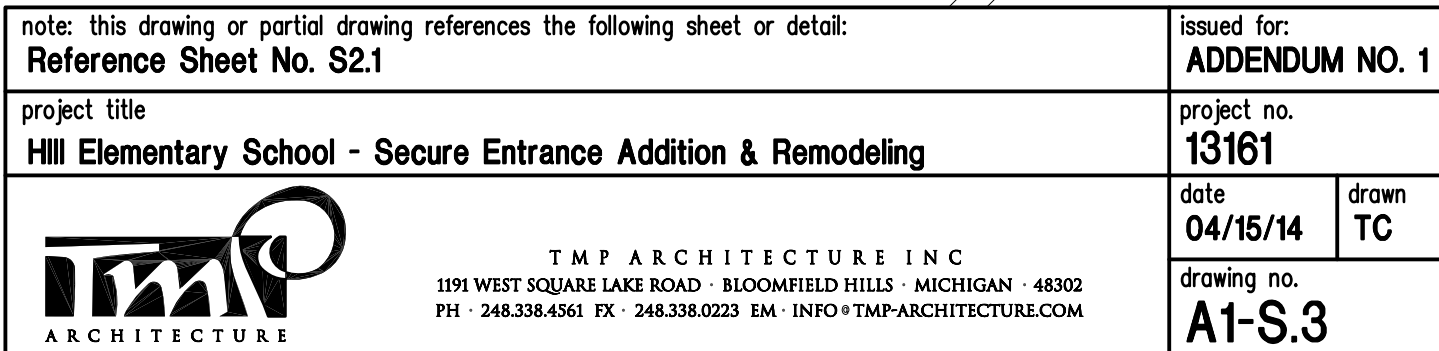 note: this drawing or partial drawing references the following sheet or detail:
Reference Sheet No. S2.1
issued for:
ADDENDUM NO. 1
project title
Hill Elementary School - Secure Entrance Addition & Remodeling
project no.
13161
tmp
ARCHITECTURE
TMP ARCHITECTURE INC
1191 WEST SQUARE LAKE ROAD · BLOOMFIELD HILLS · MICHIGAN · 48302
PH · 248.338.4561 FX · 248.338.0223 EM · INFO@TMP-ARCHITECTURE.COM
date
04/15/14
drawn
TC
drawing no.
A1-S.3